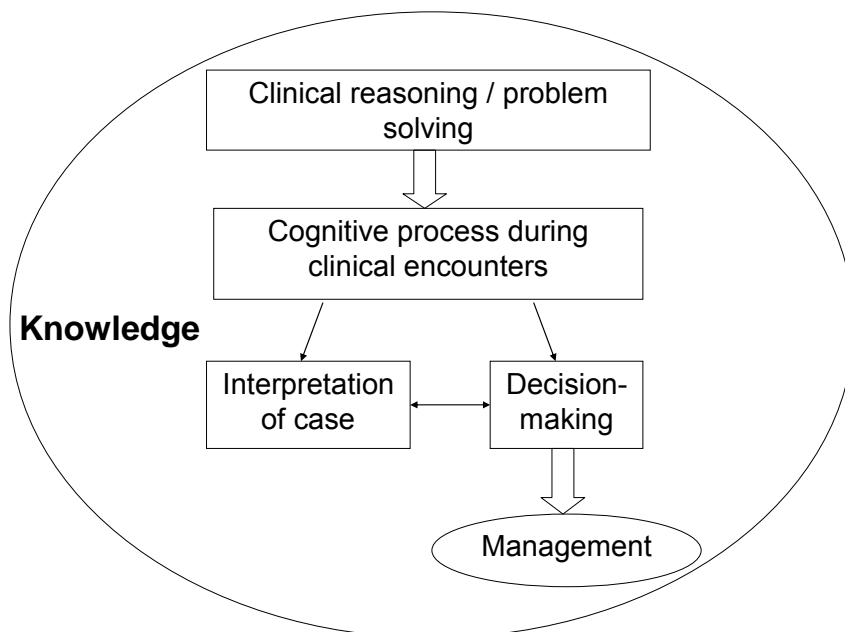 Clinical reasoning / problem
solving
Cognitive process during
clinical encounters
Knowledge
Interpretation
of case
Decision-
making
Management